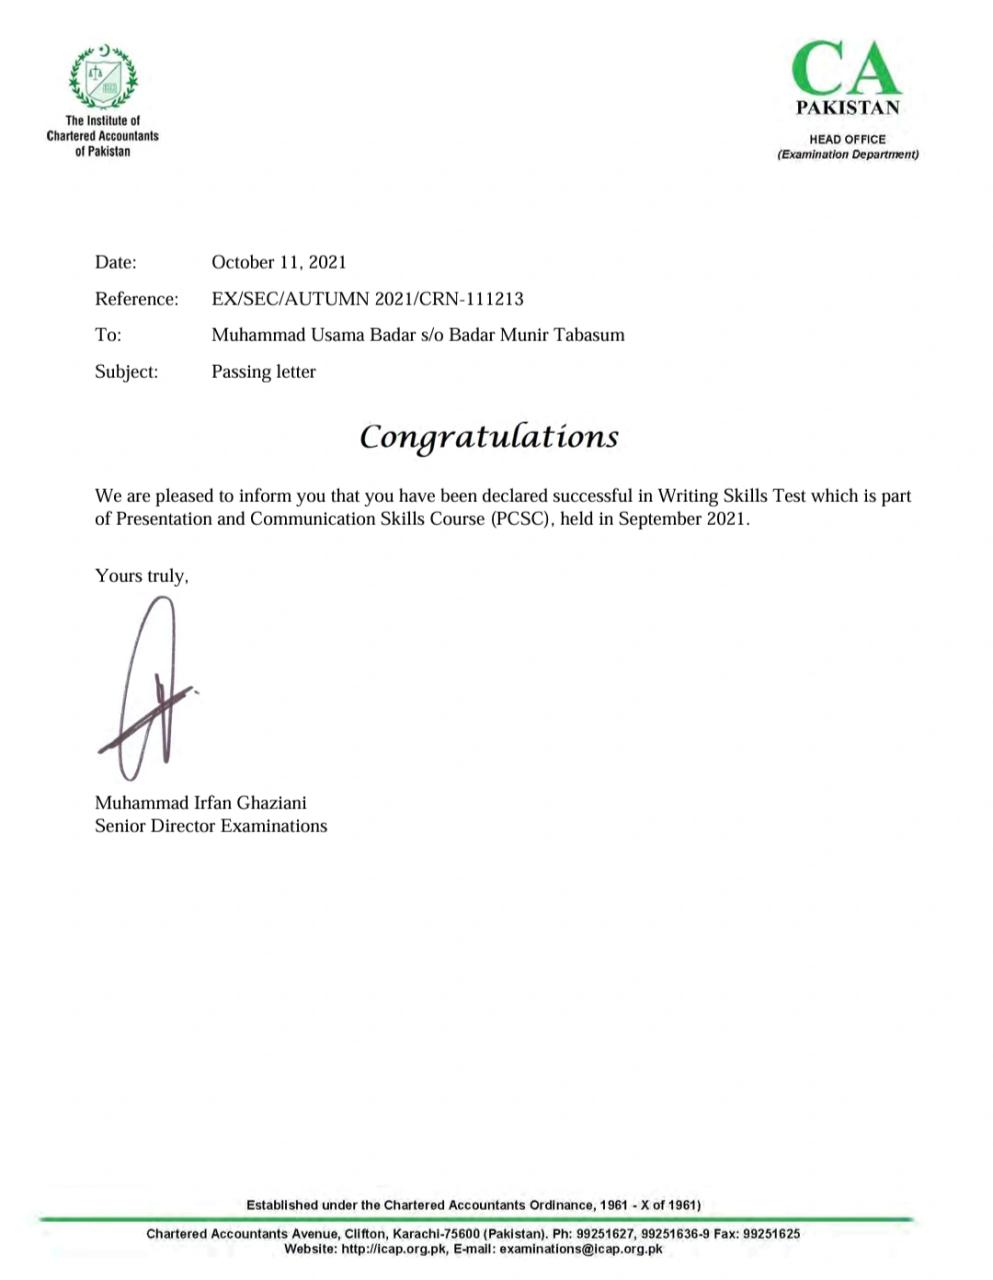 The Institute of
Chartered Accountants
of Pakistan
CA
PAKISTAN
HEAD OFFICE
(Examination Department)
Date: October 11, 2021
Reference: EX/SEC/AUTUMN 2021/CRN-111213
To: Muhammad Usama Badar s/o Badar Munir Tabasum
Subject: Passing letter
Congratulations
We are pleased to inform you that you have been declared successful in Writing Skills Test which is part
of Presentation and Communication Skills Course (PCSC), held in September 2021.
Yours truly,
Muhammad Irfan Ghaziani
Senior Director Examinations
Established under the Chartered Accountants Ordinance, 1961 - X of 1961)
Chartered Accountants Avenue, Clifton, Karachi-75600 (Pakistan). Ph: 99251627, 99251636-9 Fax: 99251625
Website: http://icap.org.pk, E-mail: examinations@icap.org.pk